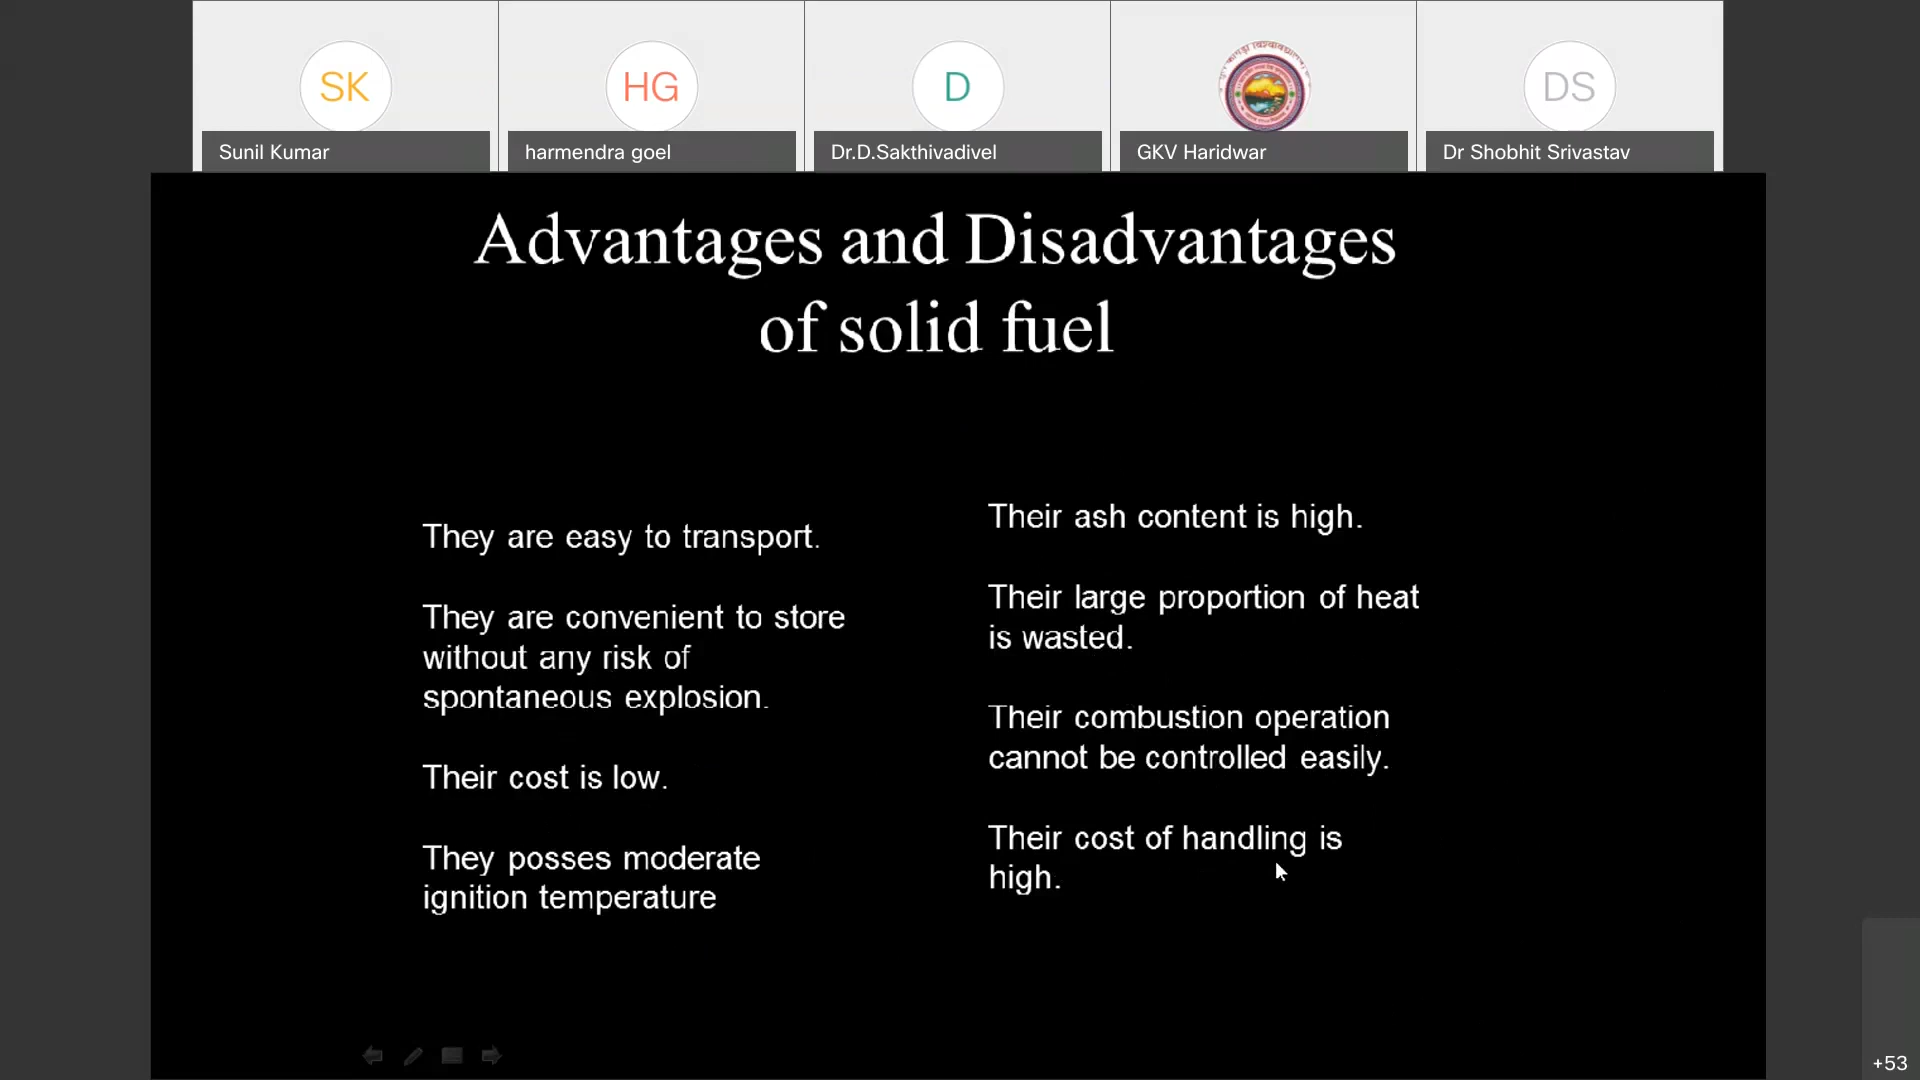 SK
HG
D
DS
Sunil Kumar
harmendra goel
Dr.D.Sakthivadivel
GKV Haridwar
Dr Shobhit Srivastav
Advantages and Disadvantages
of solid fuel
They are easy to transport.
They are convenient to store
without any risk of
spontaneous explosion.
Their cost is low.
They posses moderate
ignition temperature
Their ash content is high.
Their large proportion of heat
is wasted.
Their combustion operation
cannot be controlled easily.
Their cost of handling is
high.
+53